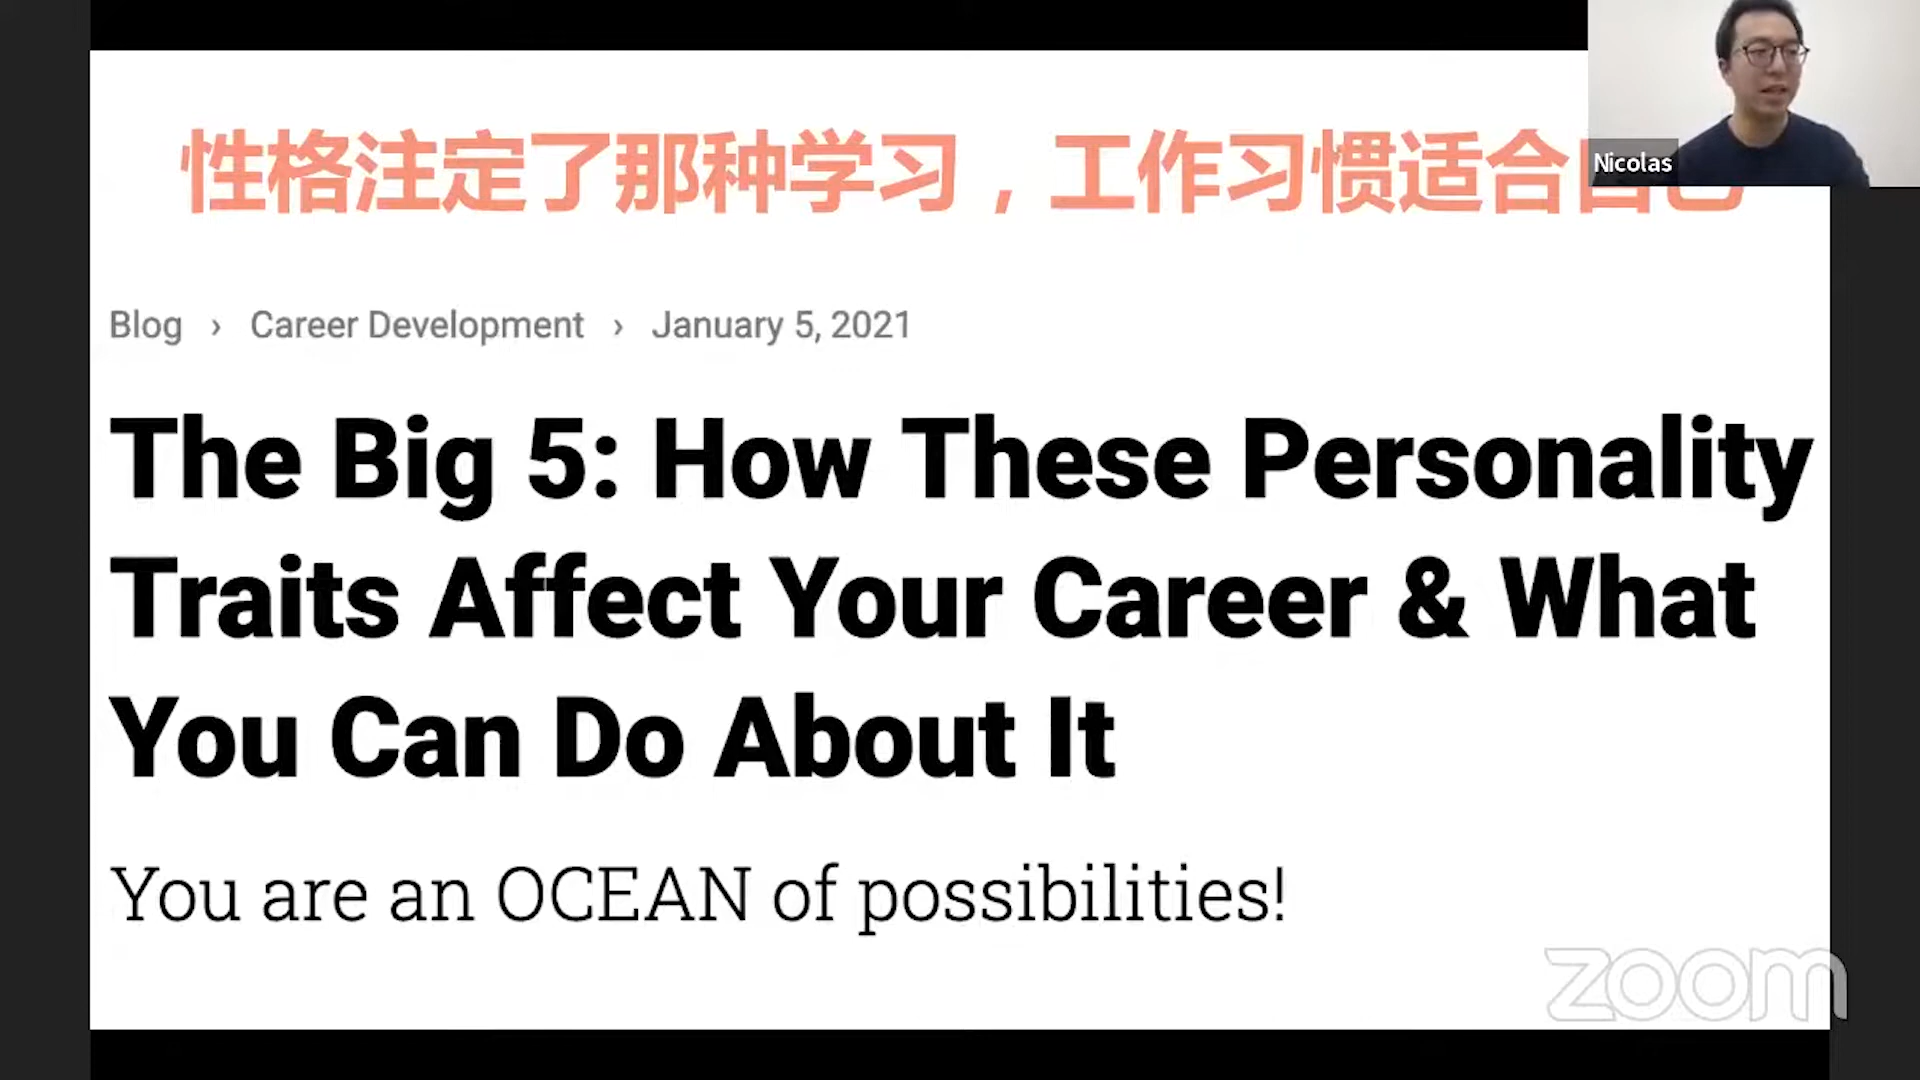 性格注定了那种学习，工作习惯适合自己
Nicolas
Blog › Career Development › January 5, 2021
The Big 5: How These Personality
Traits Affect Your Career & What
You Can Do About It
You are an OCEAN of possibilities!
zoom